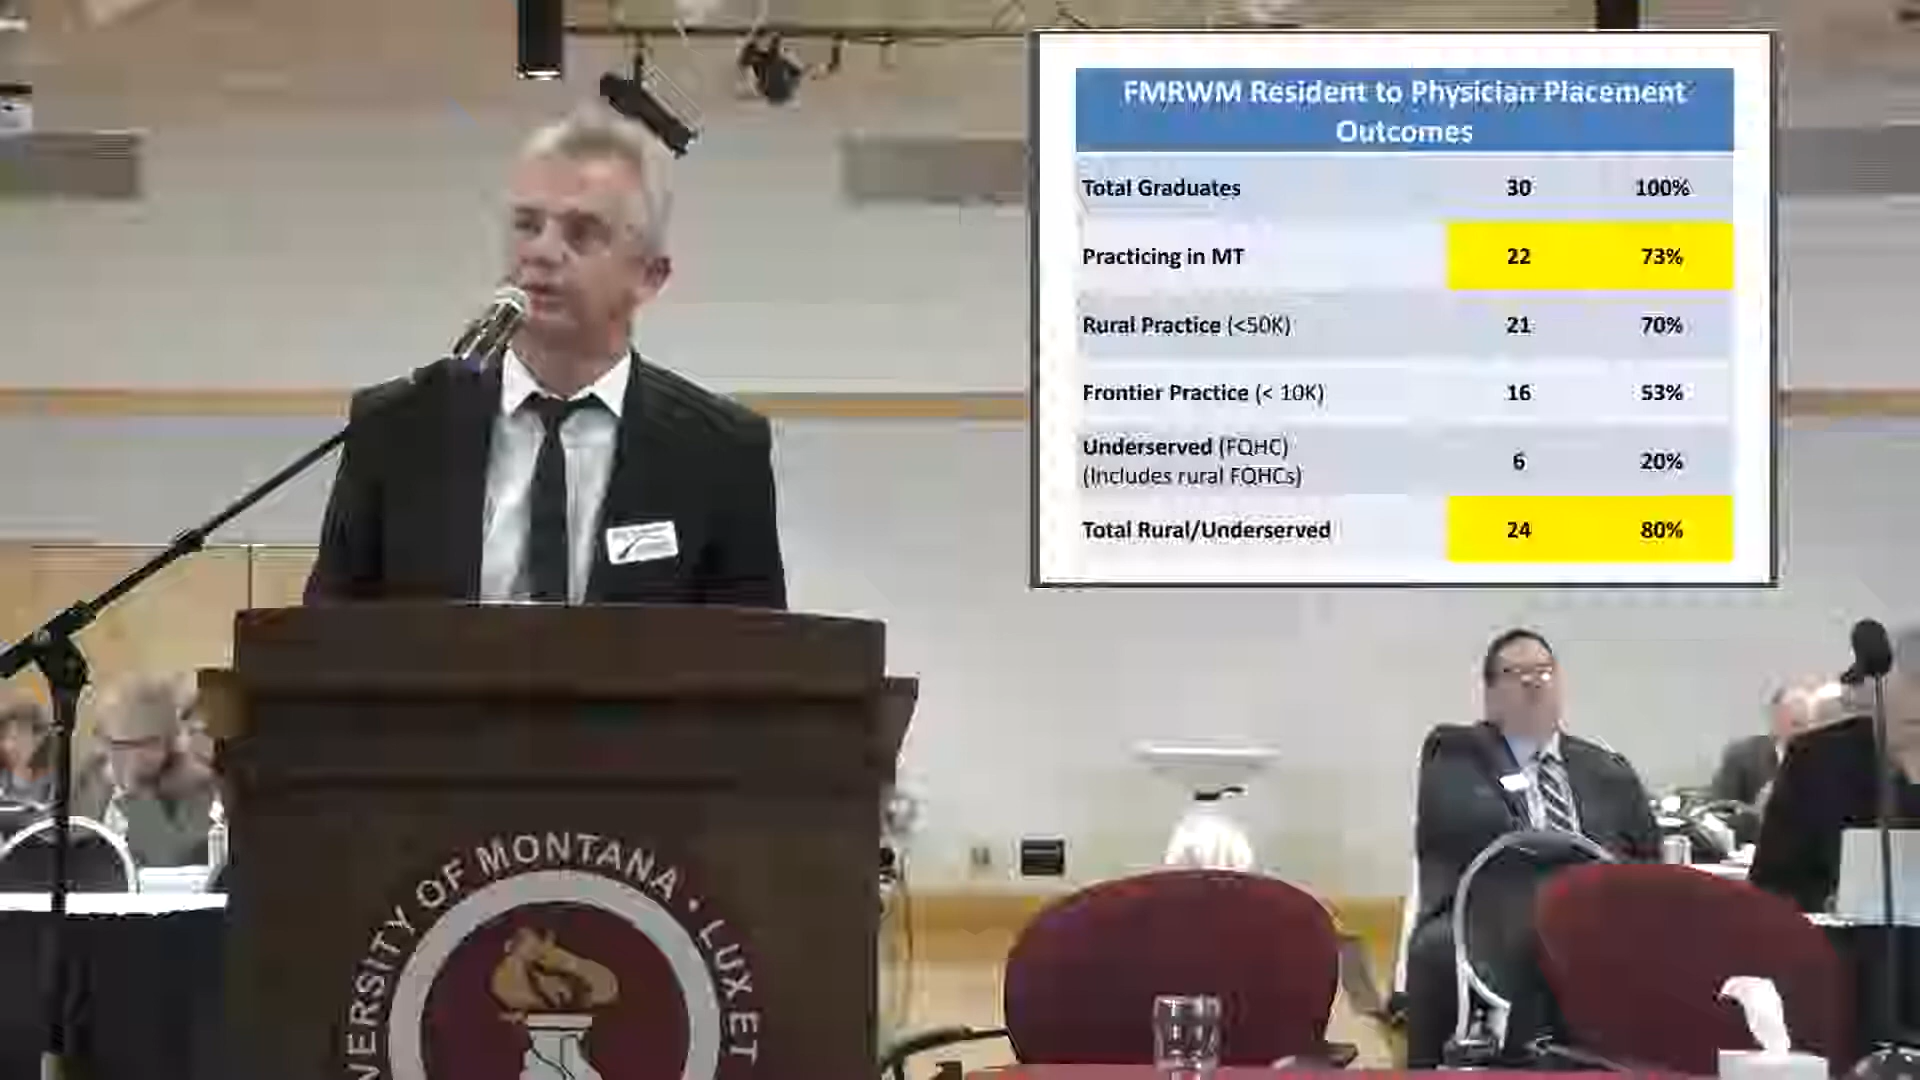 FMRWM Resident to Physician Placement
Outcomes
Total Graduates 30 100%
Practicing in MT 22 73%
Rural Practice (<50K) 21 70%
Frontier Practice (< 10K) 16 53%
Underserved (FQHC)
(Includes rural FQHCs) 6 20%
Total Rural/Underserved 24 80%
VERSITY OF MONTANA • LUX ET